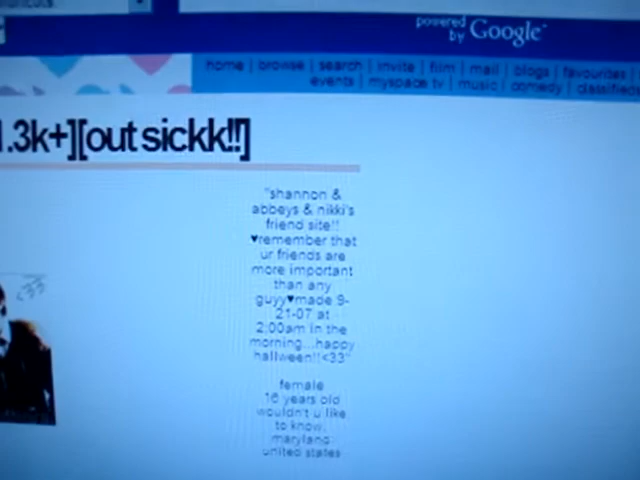 powered by Google
home | browse | search | invite | film | mail | blogs | favourites |
events | myspace tv | music | comedy | classifieds
1.3k+][out sickk!!]
"shannon &
abbeys & nikki's
friend site!!
♥remember that
ur friends are
more important
than any
guyy♥made 9-
21-07 at
2:00am in the
morning...happy
hallween!!<33"
female
16 years old
wouldn't u like
to know,
maryland
united states
<33